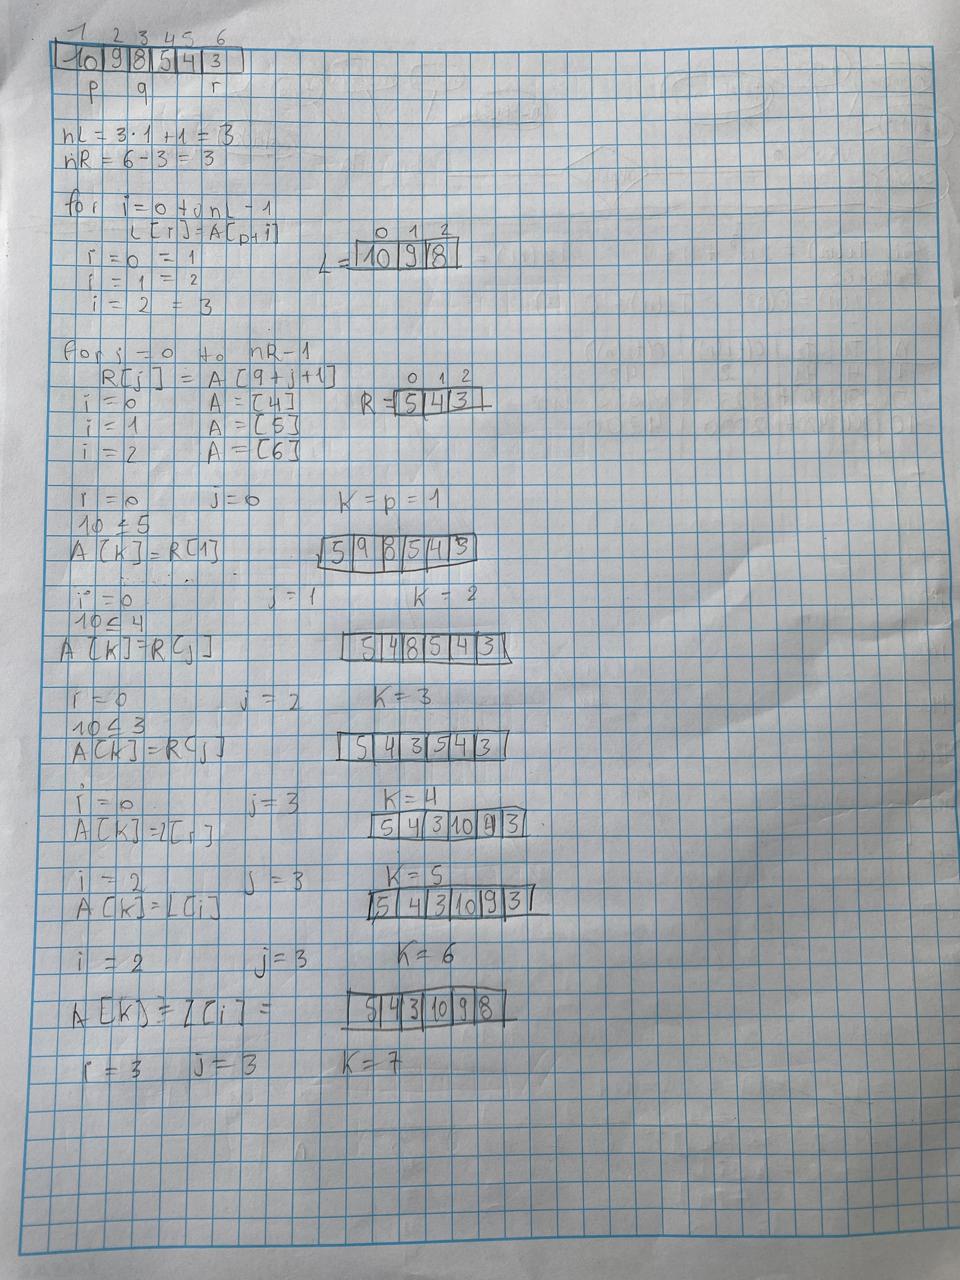 1 2 3 4 5 6
10 9 8 5 4 3
p q r
nL = 3 · 1 + 1 = 3
nR = 6 - 3 = 3
for i = 0 to nL - 1
L[i] = A[p+i]
0 1 2
L = 10 9 8
i = 0 = 1
i = 1 = 2
i = 2 = 3
for j = 0 to nR - 1
R[j] = A [q+j+1]
0 1 2
R = 5 4 3
i = 0 A = [4]
i = 1 A = [5]
i = 2 A = [6]
i = 0 j = 0 K = p = 1
10 ≤ 5
A [K] = R[1] 5 9 8 5 4 3
i = 0 j = 1 K = 2
10 ≤ 4
A [K] = R[j] 5 4 8 5 4 3
i = 0 j = 2 K = 3
10 ≤ 3
A[K] = R[j] 5 4 3 5 4 3
i = 0 j = 3 K = 4
A[K] = L[i] 5 4 3 10 4 3
i = 2 j = 3 K = 5
A[K] = L[i] 5 4 3 10 9 3
i = 2 j = 3 K = 6
A[K] = L[i] = 5 4 3 10 9 8
i = 3 j = 3 K = 7